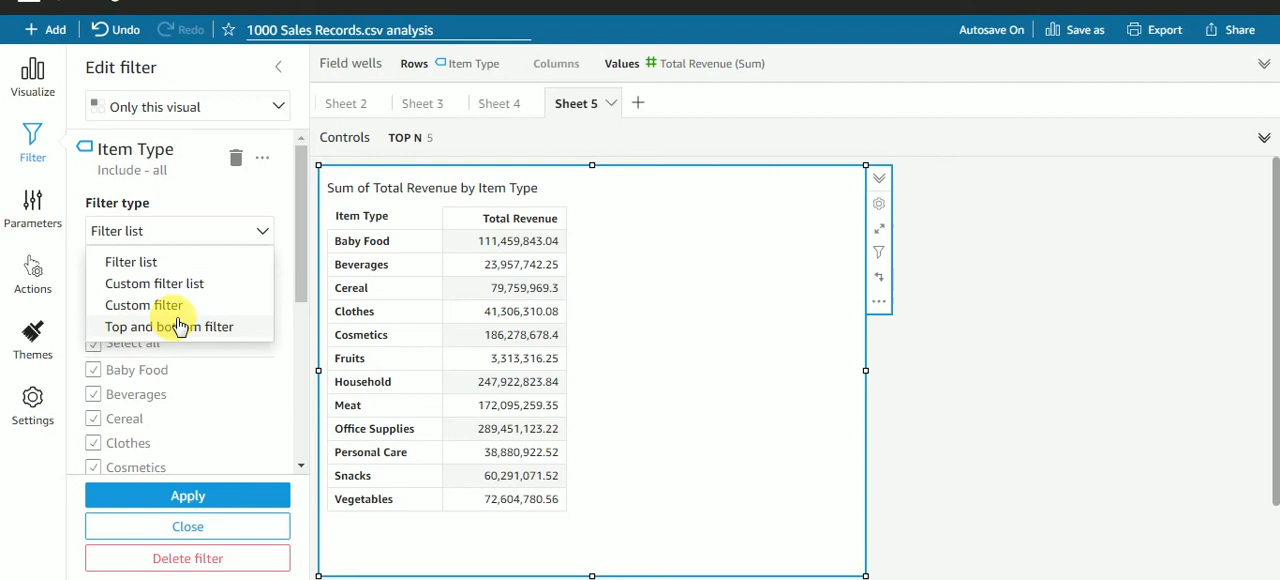 Add
Undo
Redo
1000 Sales Records.csv analysis
Autosave On
Save as
Export
Share
Visualize
Filter
Parameters
Actions
Themes
Settings
Edit filter
Only this visual
Item Type
Include - all
Filter type
Filter list
Filter list
Custom filter list
Custom filter
Top and bottom filter
Select all
Baby Food
Beverages
Cereal
Clothes
Cosmetics
Apply
Close
Delete filter
Field wells Rows Item Type Columns Values Total Revenue (Sum)
Sheet 2 Sheet 3 Sheet 4 Sheet 5
Controls TOP N 5
Sum of Total Revenue by Item Type
Item Type Total Revenue
Baby Food 111,459,843.04
Beverages 23,957,742.25
Cereal 79,759,969.3
Clothes 41,306,310.08
Cosmetics 186,278,678.4
Fruits 3,313,316.25
Household 247,922,823.84
Meat 172,095,259.35
Office Supplies 289,451,123.22
Personal Care 38,880,922.52
Snacks 60,291,071.52
Vegetables 72,604,780.56